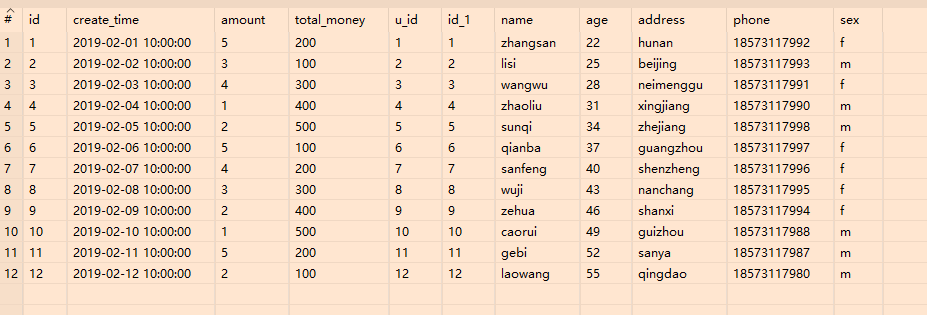 # id create_time amount total_money u_id id_1 name age address phone sex
1 1 2019-02-01 10:00:00 5 200 1 1 zhangsan 22 hunan 18573117992 f
2 2 2019-02-02 10:00:00 3 100 2 2 lisi 25 beijing 18573117993 m
3 3 2019-02-03 10:00:00 4 300 3 3 wangwu 28 neimenggu 18573117991 f
4 4 2019-02-04 10:00:00 1 400 4 4 zhaoliu 31 xingjiang 18573117990 m
5 5 2019-02-05 10:00:00 2 500 5 5 sunqi 34 zhejiang 18573117998 m
6 6 2019-02-06 10:00:00 5 100 6 6 qianba 37 guangzhou 18573117997 f
7 7 2019-02-07 10:00:00 4 200 7 7 sanfeng 40 shenzheng 18573117996 f
8 8 2019-02-08 10:00:00 3 300 8 8 wuji 43 nanchang 18573117995 f
9 9 2019-02-09 10:00:00 2 400 9 9 zehua 46 shanxi 18573117994 f
10 10 2019-02-10 10:00:00 1 500 10 10 caorui 49 guizhou 18573117988 m
11 11 2019-02-11 10:00:00 5 200 11 11 gebi 52 sanya 18573117987 m
12 12 2019-02-12 10:00:00 2 100 12 12 laowang 55 qingdao 18573117980 m